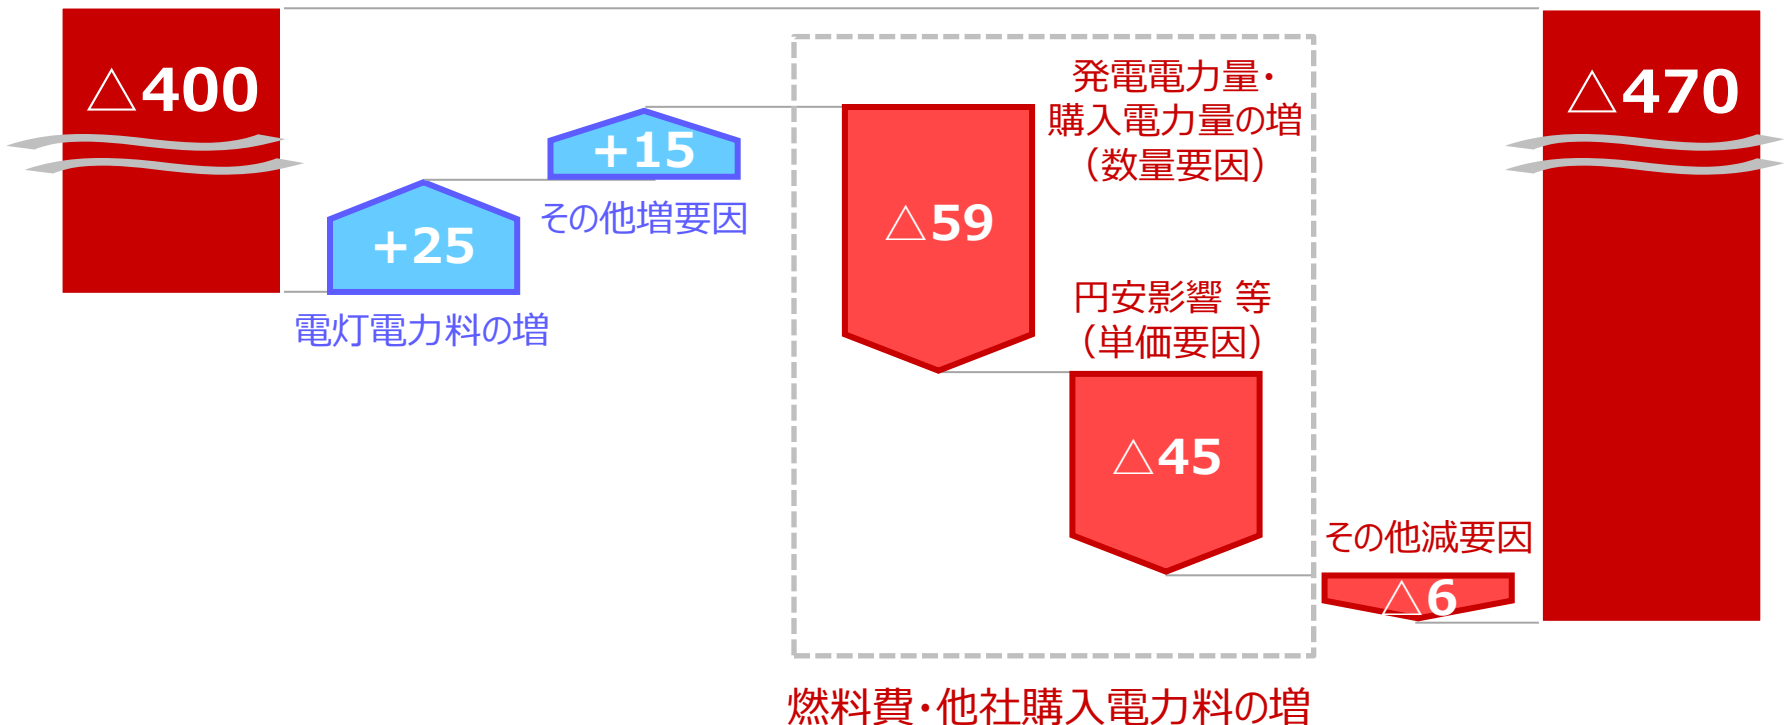 △400
+25
電灯電力料の増
+15
その他増要因
△59
発電電力量・
購入電力量の増
（数量要因）
円安影響 等
（単価要因）
△45
その他減要因
△6
△470
燃料費・他社購入電力料の増